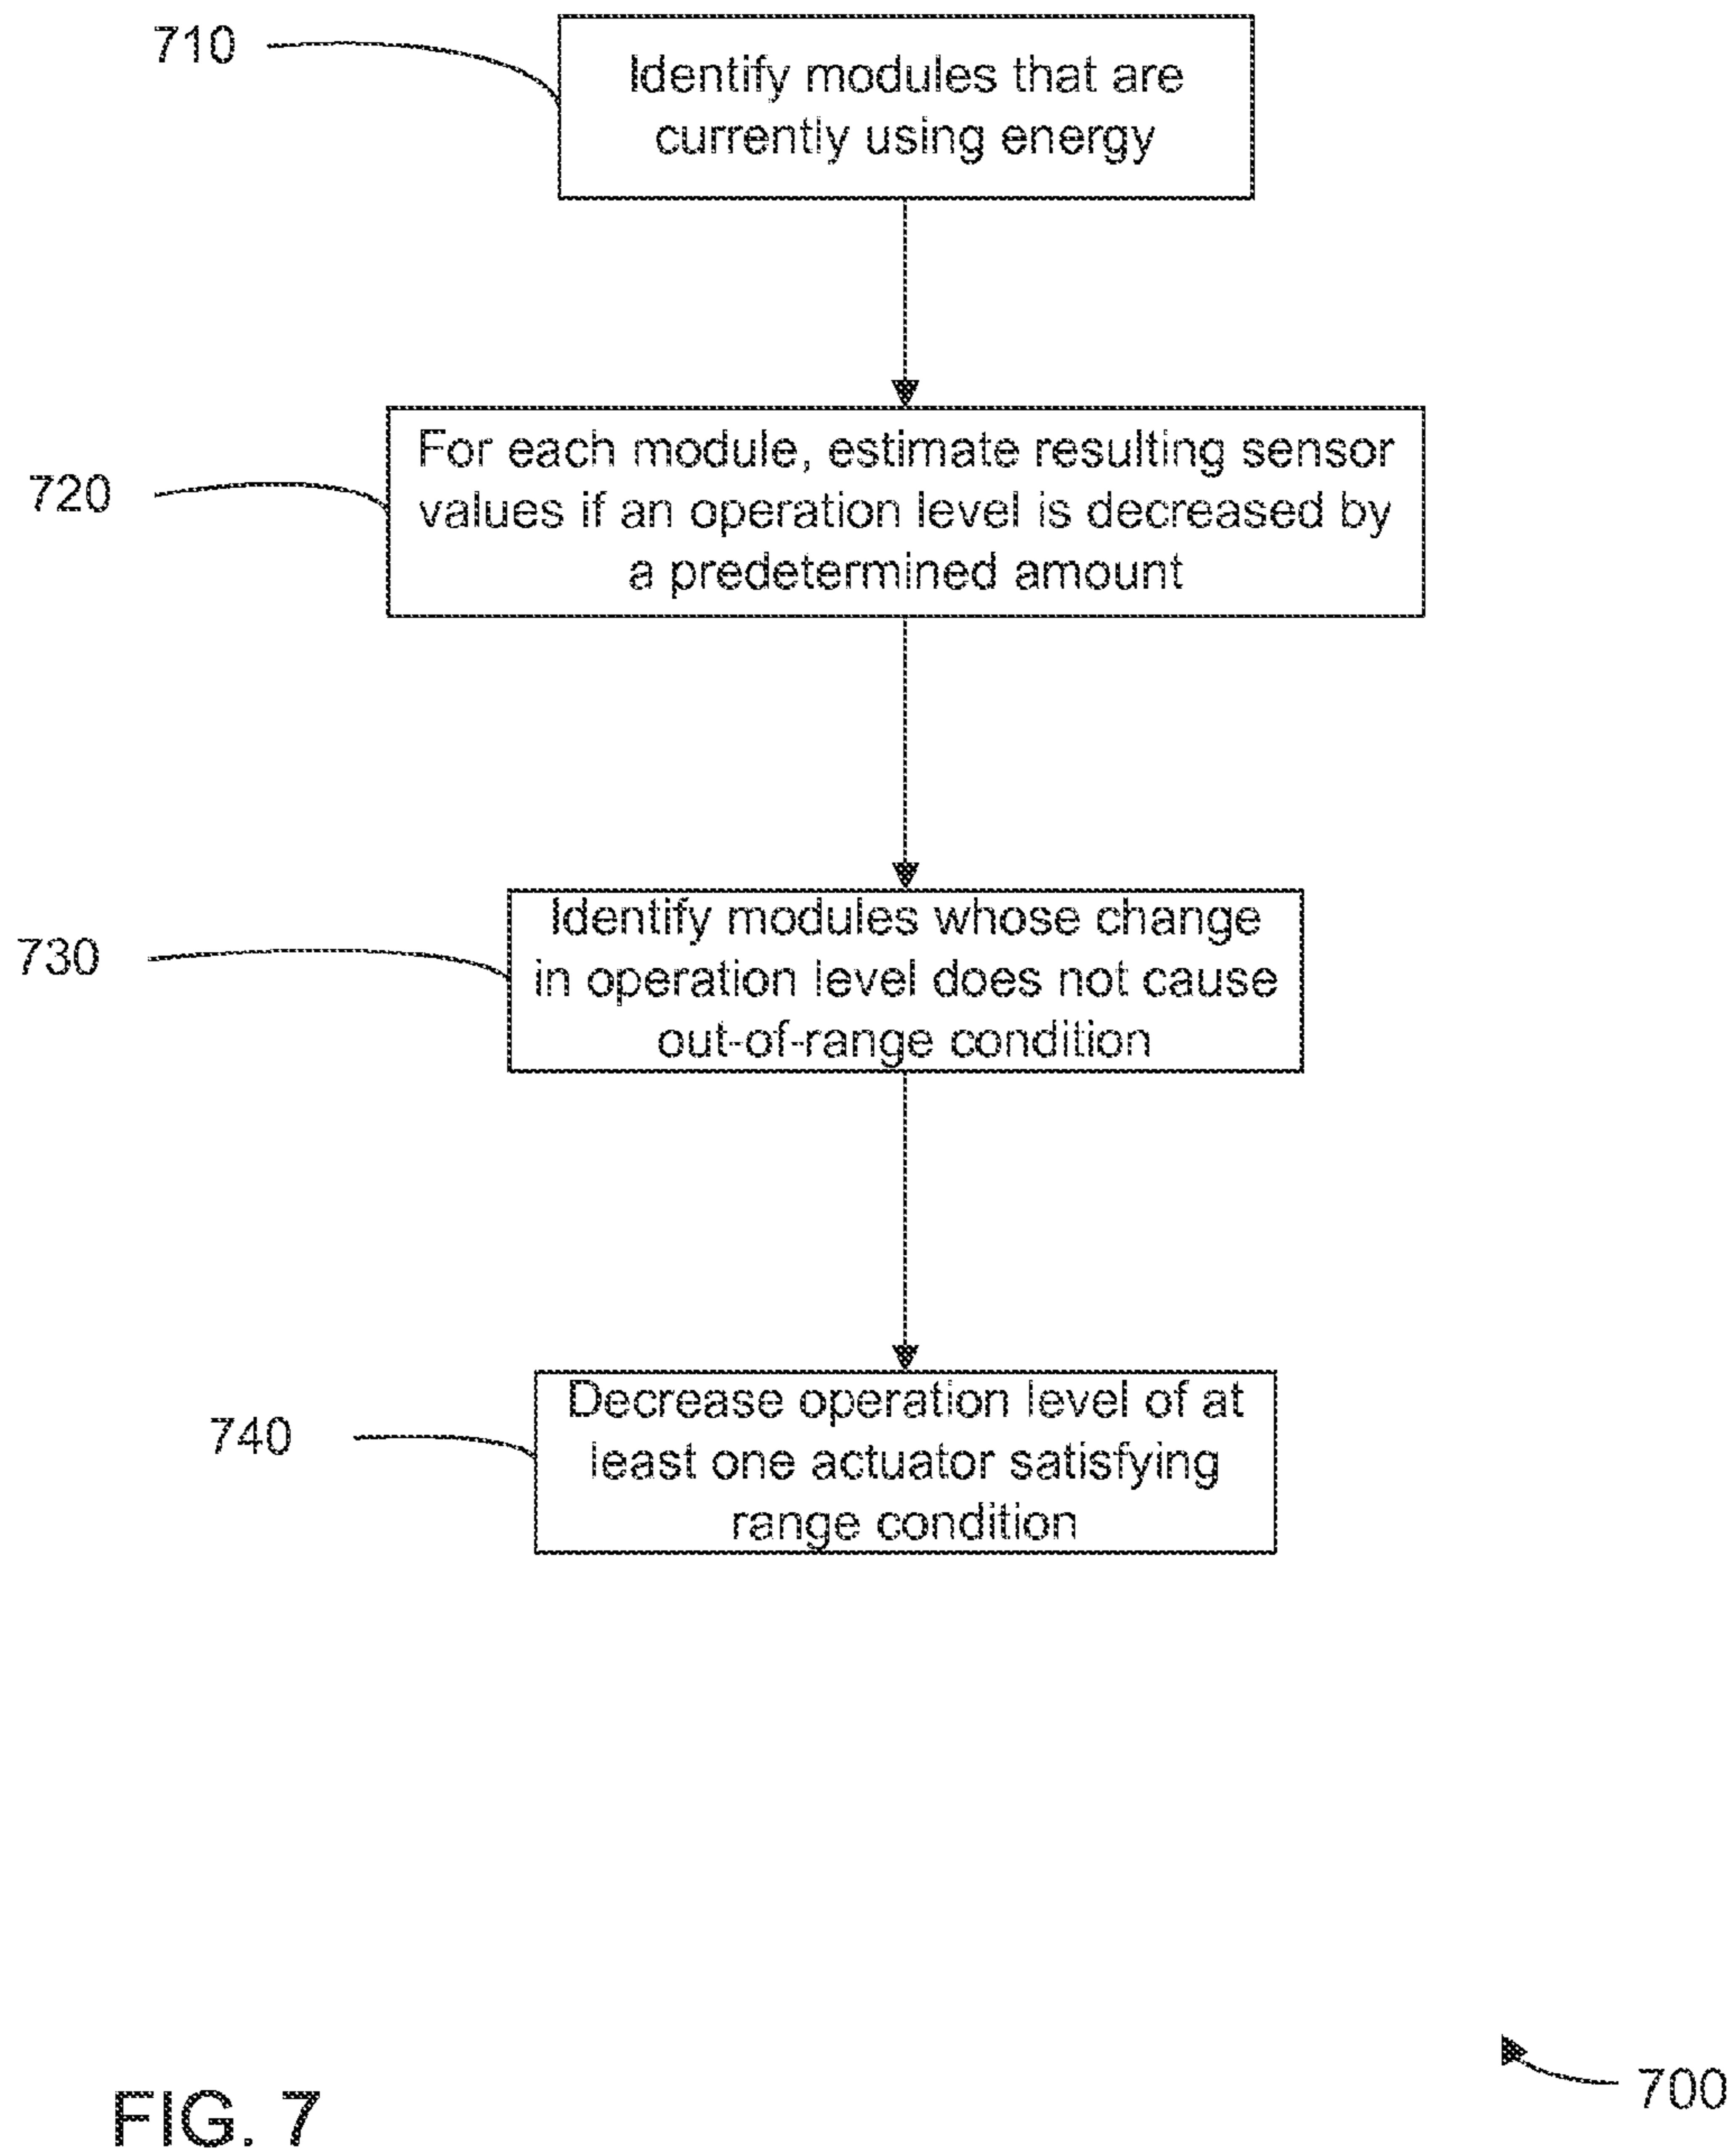 710
Identify modules that are
currently using energy
720
For each module, estimate resulting sensor
values if an operation level is decreased by
a predetermined amount
730
Identify modules whose change
in operation level does not cause
out-of-range condition
740
Decrease operation level of at
least one actuator satisfying
range condition
700
FIG. 7